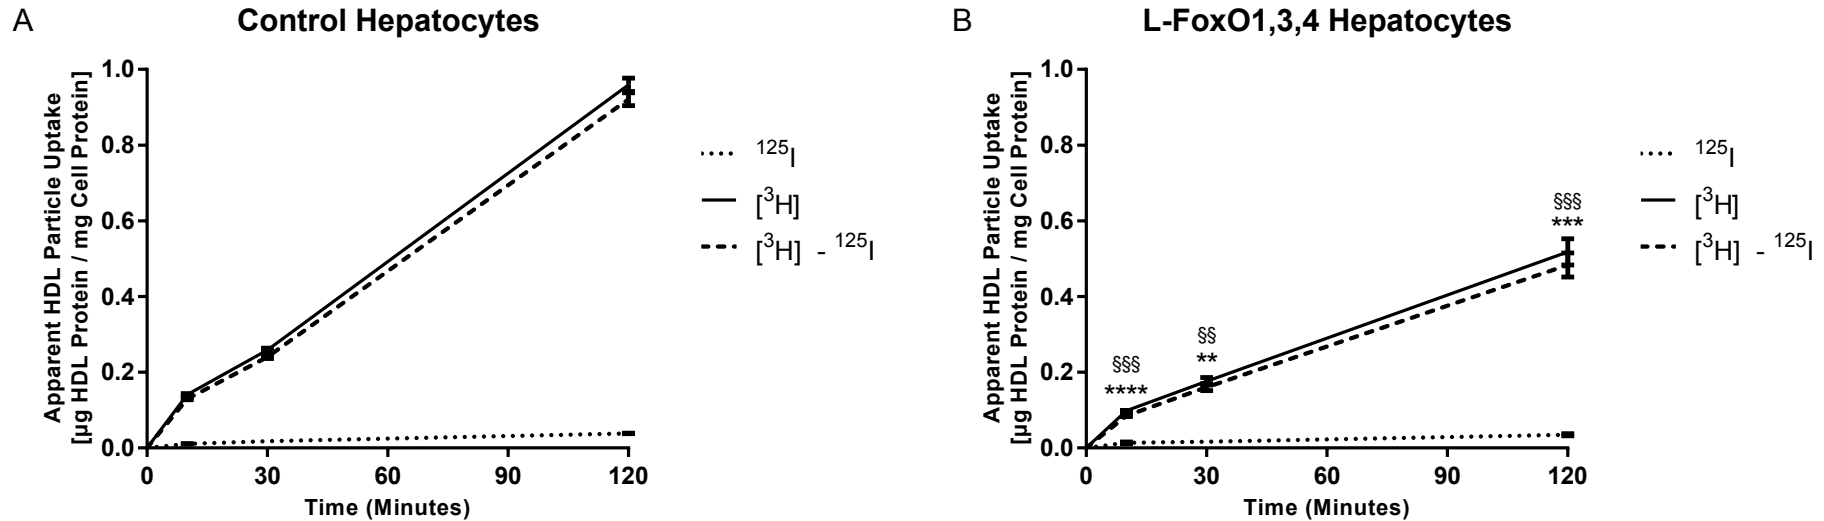 A
Control Hepatocytes
Apparent HDL Particle Uptake
[µg HDL Protein / mg Cell Protein]
1.0
0.8
0.6
0.4
0.2
0.0
0
30
60
90
120
Time (Minutes)
¹²⁵I
[³H]
[³H] - ¹²⁵I
B
L-FoxO1,3,4 Hepatocytes
Apparent HDL Particle Uptake
[µg HDL Protein / mg Cell Protein]
1.0
0.8
0.6
0.4
0.2
0.0
§§§
****
§§
**
§§§
***
0
30
60
90
120
Time (Minutes)
¹²⁵I
[³H]
[³H] - ¹²⁵I